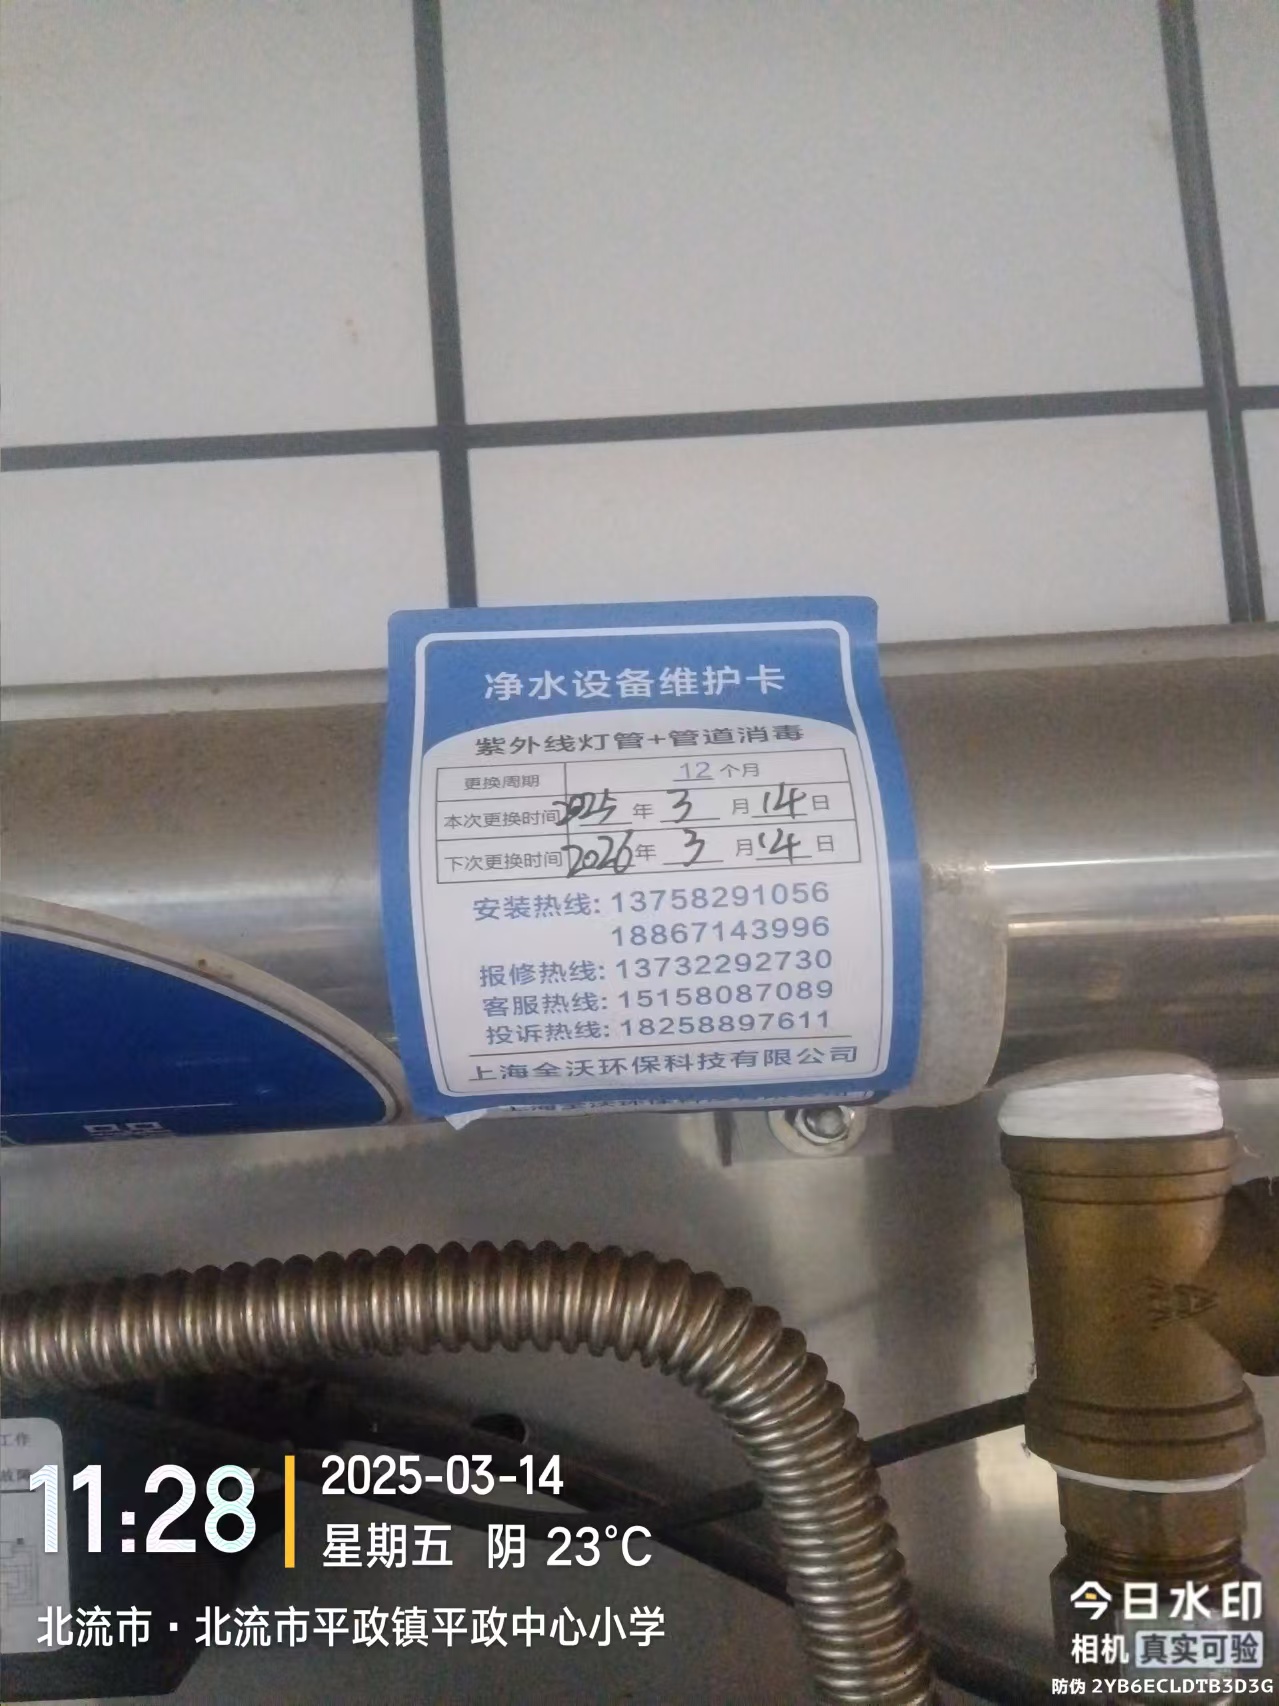 净水设备维护卡
紫外线灯管+管道消毒
更换周期 12 个月
本次更换时间 2025 年 3 月 14 日
下次更换时间 2026 年 3 月 14 日
安装热线: 13758291056
18867143996
报修热线: 13732292730
客服热线: 15158087089
投诉热线: 18258897611
上海全沃环保科技有限公司
工作
故障
11:28
2025-03-14
星期五 阴 23°C
北流市·北流市平政镇平政中心小学
今日水印
相机 真实可验
防伪 2YB6ECLDTB3D3G